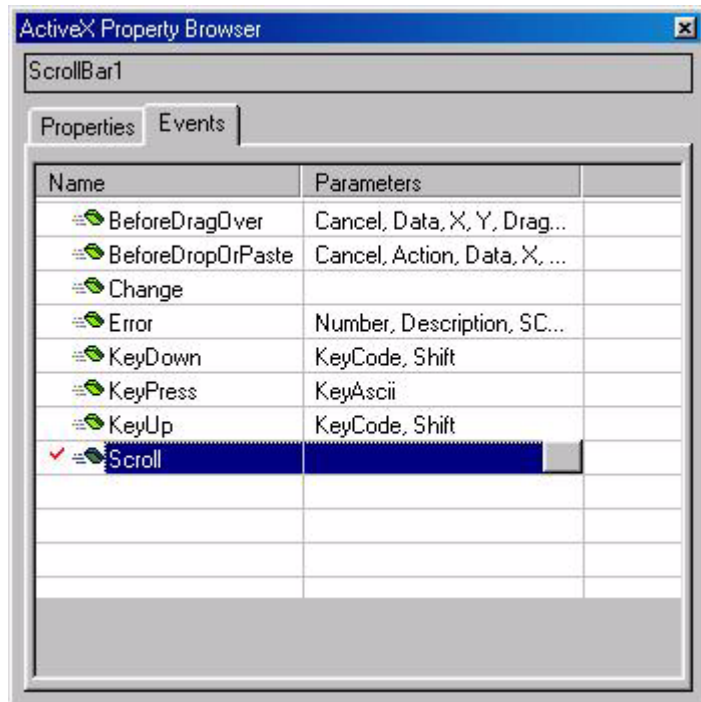 ActiveX Property Browser
ScrollBar1
Properties Events
Name Parameters
BeforeDragOver Cancel, Data, X, Y, Drag...
BeforeDropOrPaste Cancel, Action, Data, X, ...
Change
Error Number, Description, SC...
KeyDown KeyCode, Shift
KeyPress KeyAscii
KeyUp KeyCode, Shift
Scroll